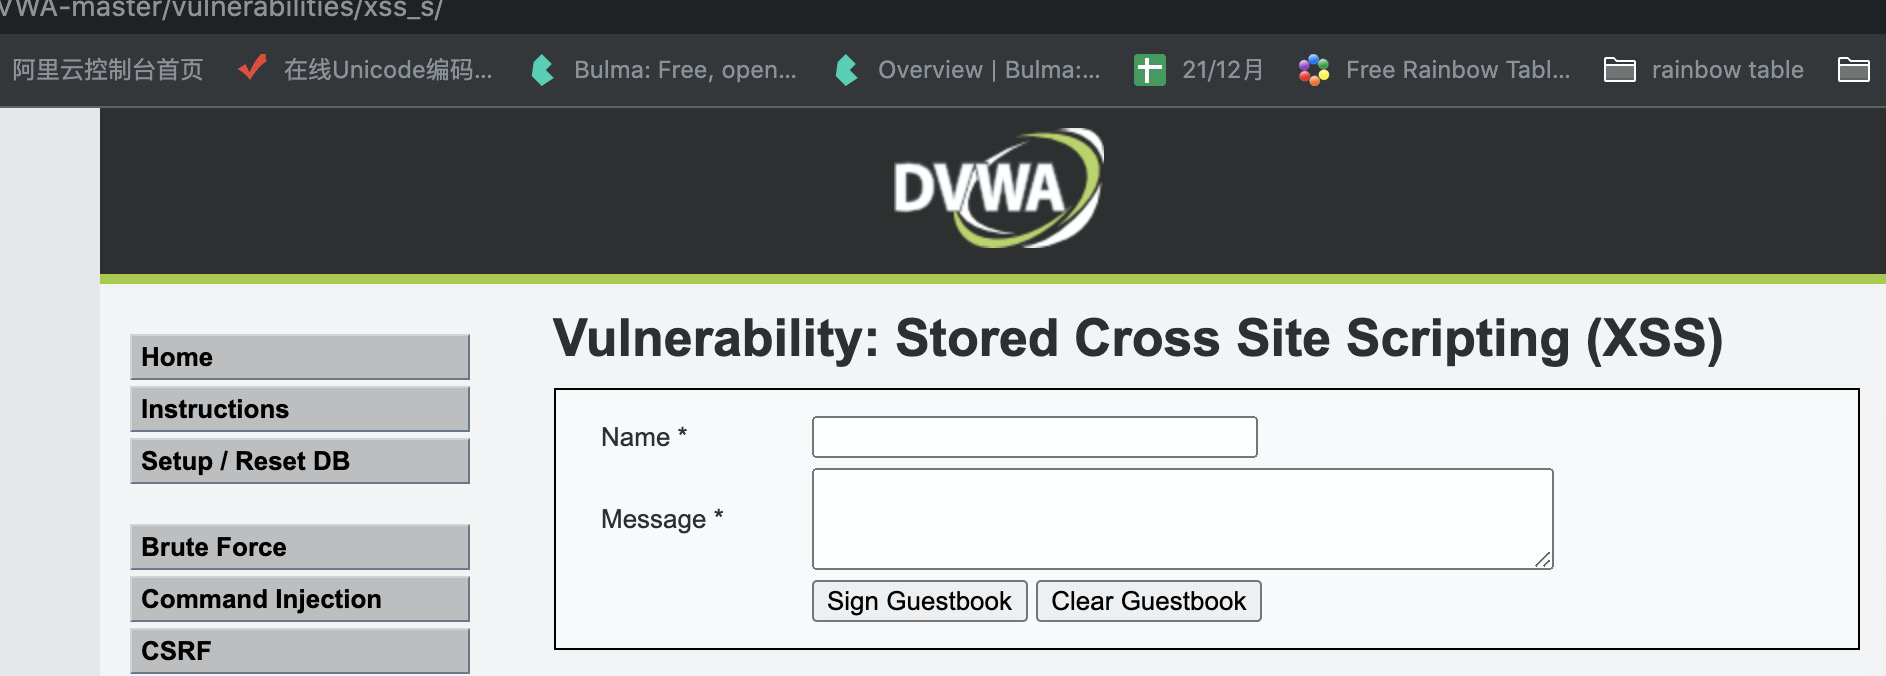 VWA-master/vulnerabilities/xss_s/
阿里云控制台首页 在线Unicode编码... Bulma: Free, open... Overview | Bulma:... 21/12月 Free Rainbow Tabl... rainbow table
DVWA
Vulnerability: Stored Cross Site Scripting (XSS)
Home
Instructions
Setup / Reset DB
Brute Force
Command Injection
CSRF
Name *
Message *
Sign Guestbook Clear Guestbook